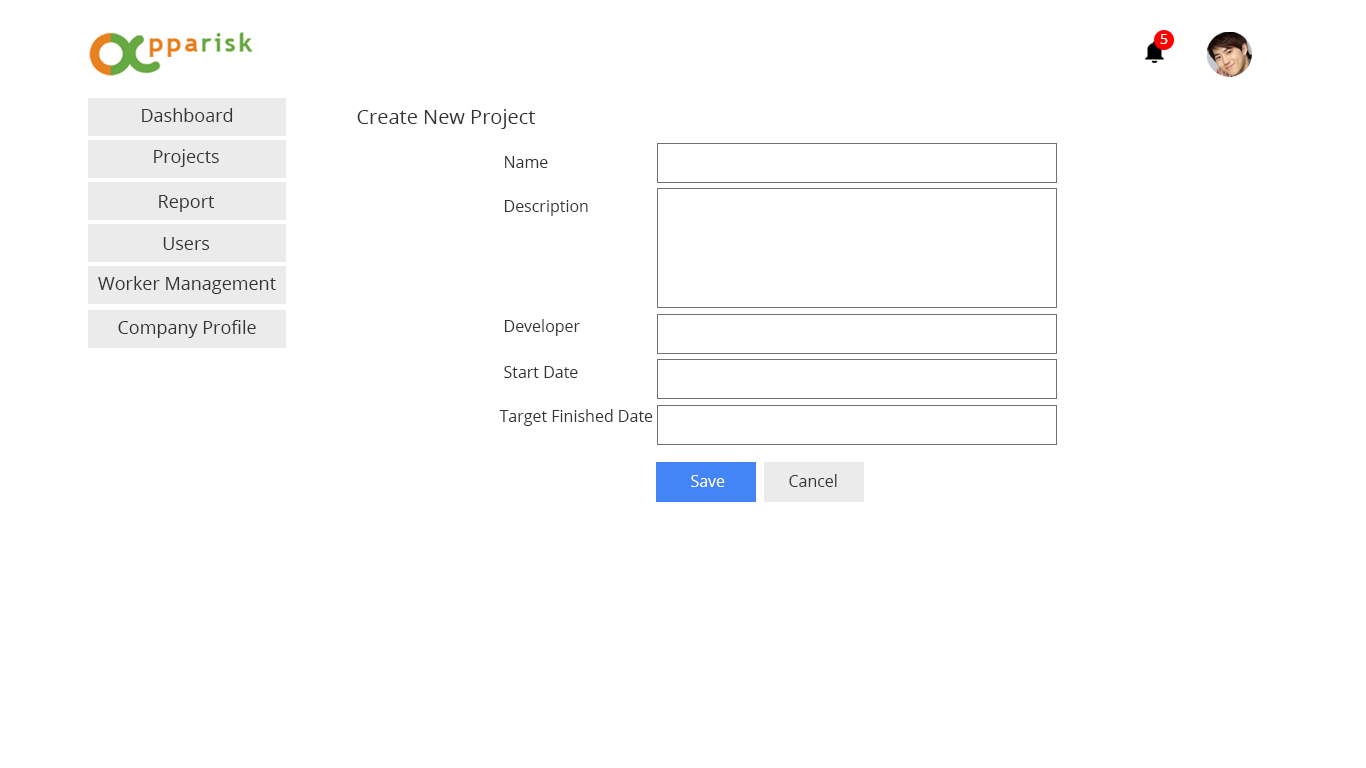 pparisk
5
Dashboard
Projects
Report
Users
Worker Management
Company Profile
Create New Project
Name
Description
Developer
Start Date
Target Finished Date
Save
Cancel